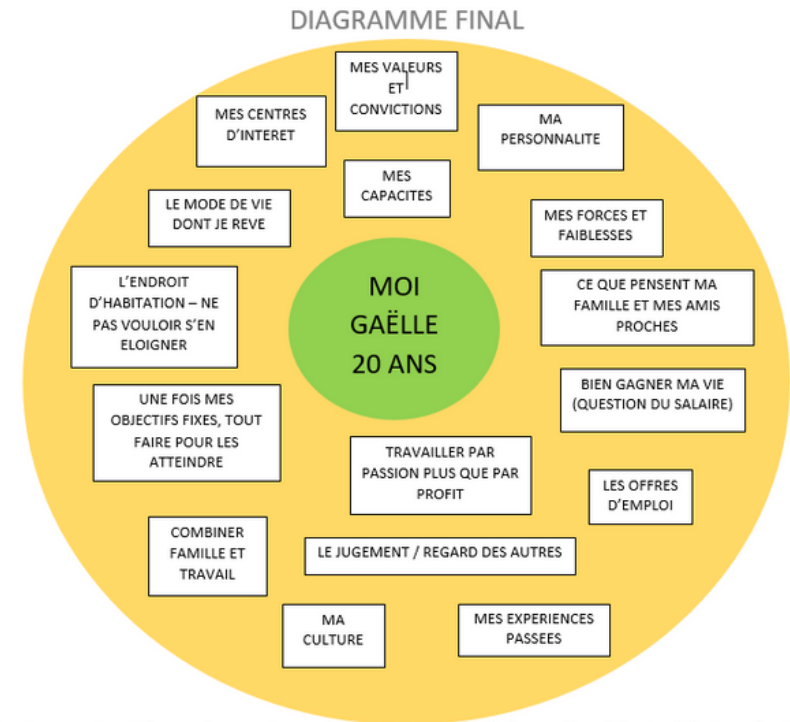 DIAGRAMME FINAL
MES VALEURS
ET
CONVICTIONS
MES CENTRES
D'INTERET
MA
PERSONNALITE
MES
CAPACITES
LE MODE DE VIE
DONT JE REVE
MES FORCES ET
FAIBLESSES
L'ENDROIT
D'HABITATION – NE
PAS VOULOIR S'EN
ELOIGNER
MOI
GAËLLE
20 ANS
CE QUE PENSENT MA
FAMILLE ET MES AMIS
PROCHES
UNE FOIS MES
OBJECTIFS FIXES, TOUT
FAIRE POUR LES
ATTEINDRE
BIEN GAGNER MA VIE
(QUESTION DU SALAIRE)
TRAVAILLER PAR
PASSION PLUS QUE PAR
PROFIT
LES OFFRES
D'EMPLOI
COMBINER
FAMILLE ET
TRAVAIL
LE JUGEMENT / REGARD DES AUTRES
MA
CULTURE
MES EXPERIENCES
PASSEES